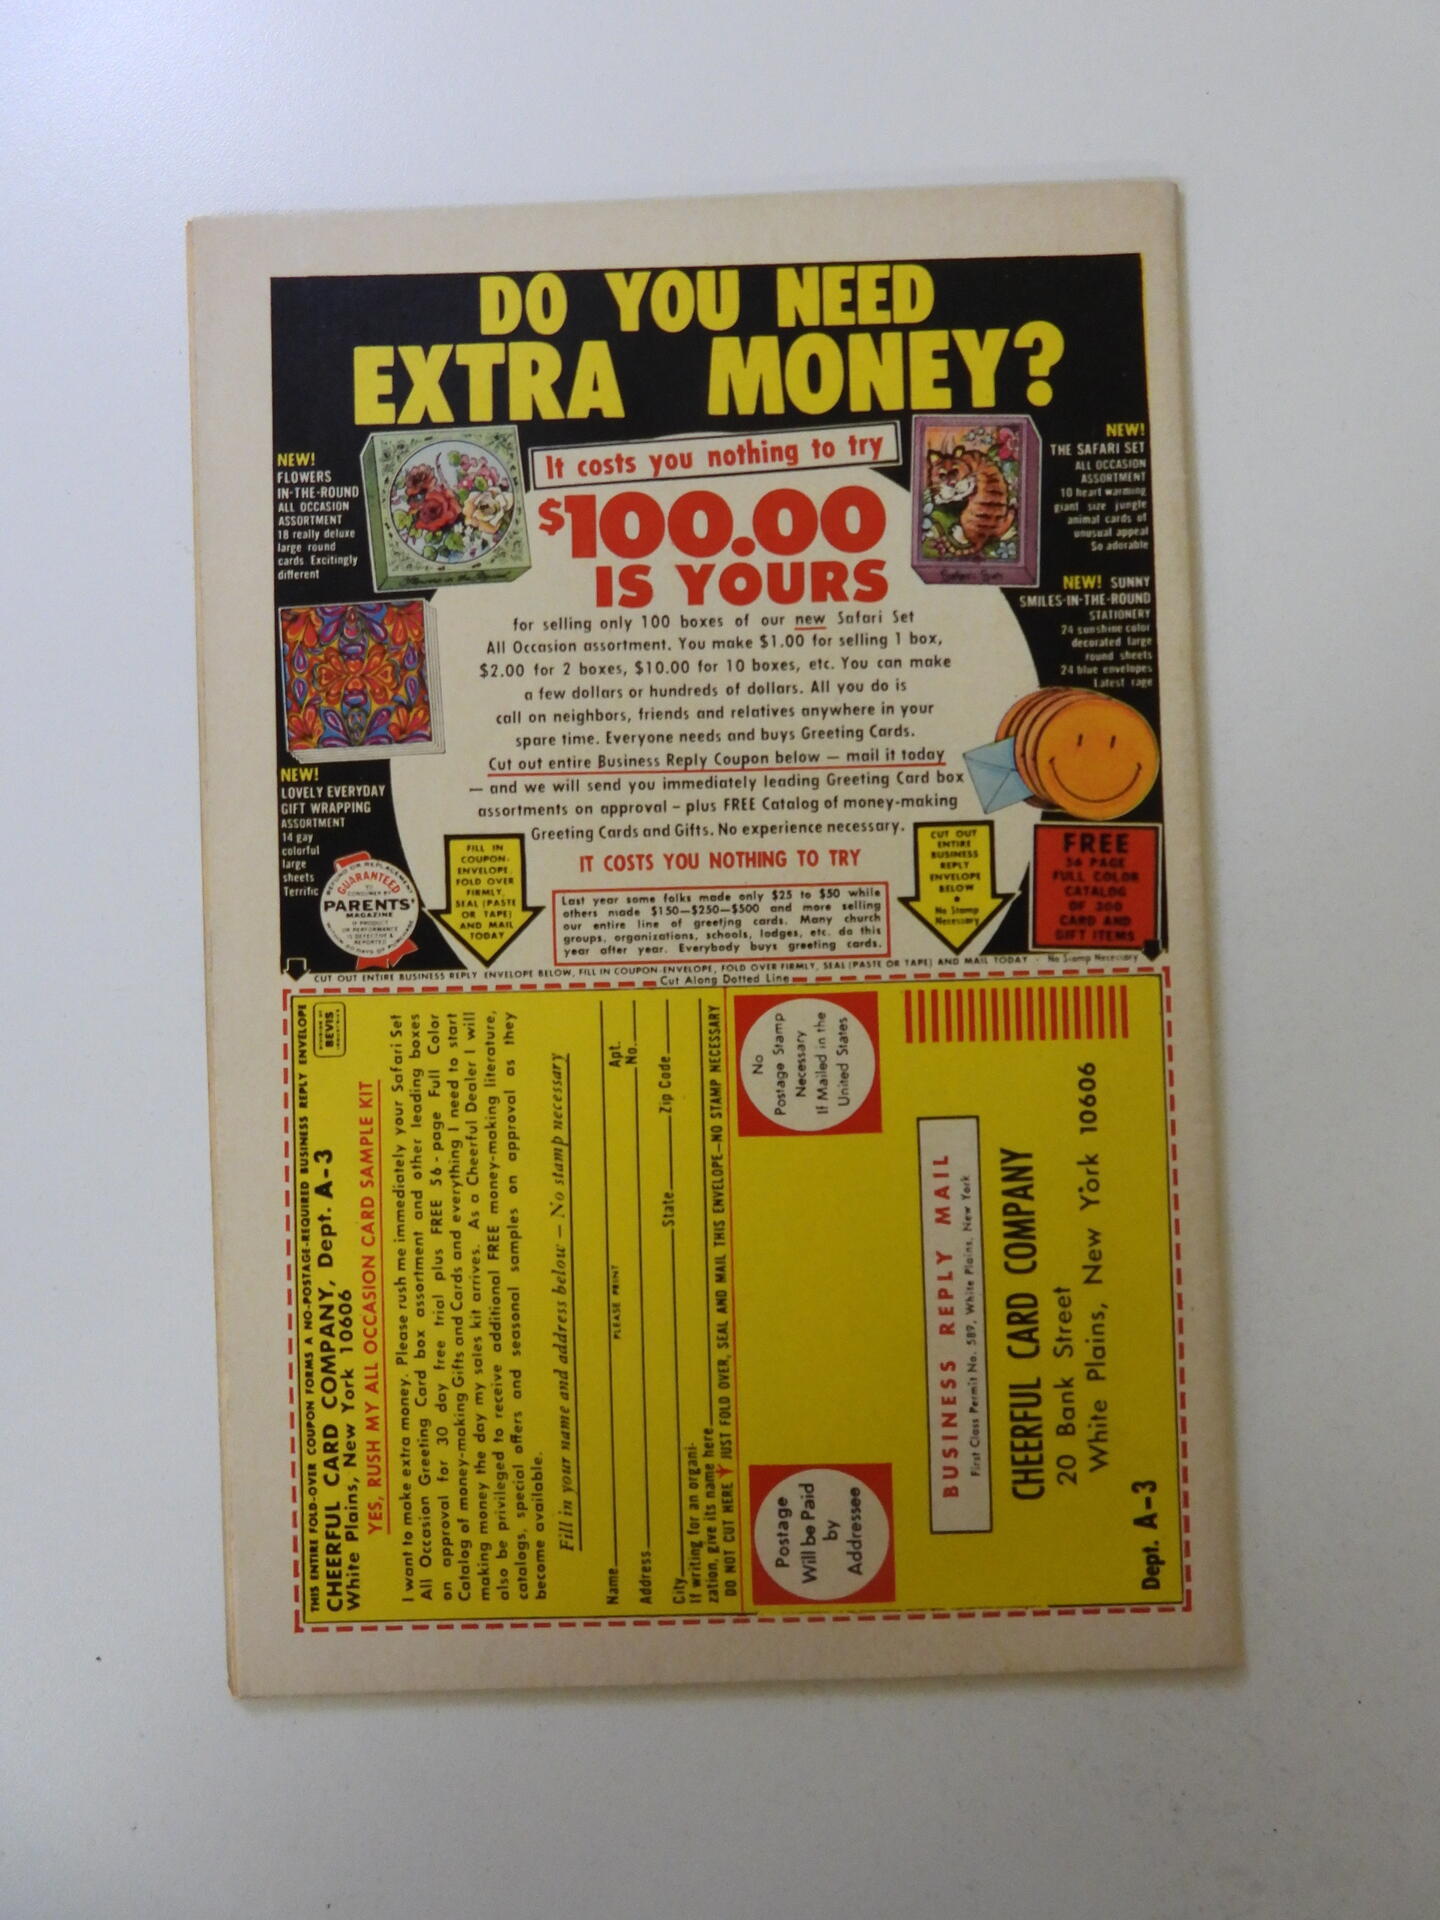 DO YOU NEED
EXTRA MONEY?
It costs you nothing to try
$100.00
IS YOURS
NEW!
FLOWERS
IN-THE-ROUND
ALL OCCASION
ASSORTMENT
18 really deluxe
large round
cards Excitingly
different
NEW!
THE SAFARI SET
ALL OCCASION
ASSORTMENT
10 heart warming
giant size jungle
animal cards of
unusual appeal
So adorable
NEW! SUNNY
SMILES-IN-THE-ROUND
STATIONERY
24 sunshine color
decorated large
round sheets
24 blue envelopes
Latest rage
for selling only 100 boxes of our new Safari Set
All Occasion assortment. You make $1.00 for selling 1 box,
$2.00 for 2 boxes, $10.00 for 10 boxes, etc. You can make
a few dollars or hundreds of dollars. All you do is
call on neighbors, friends and relatives anywhere in your
spare time. Everyone needs and buys Greeting Cards.
Cut out entire Business Reply Coupon below — mail it today
— and we will send you immediately leading Greeting Card box
assortments on approval – plus FREE Catalog of money-making
Greeting Cards and Gifts. No experience necessary.
IT COSTS YOU NOTHING TO TRY
NEW!
LOVELY EVERYDAY
GIFT WRAPPING
ASSORTMENT
14 gay
colorful
large
sheets
Terrific
REFUND OR REPLACEMENT
GUARANTEED
TO
CONSUMER BY
PARENTS'
MAGAZINE
IF PRODUCT
OR PERFORMANCE
IS DEFECTIVE &
REPORTED
WITHIN 30 DAYS OF PURCHASE
FILL IN
COUPON-
ENVELOPE,
FOLD OVER
FIRMLY,
SEAL (PASTE
OR TAPE)
AND MAIL
TODAY
Last year some folks made only $25 to $50 while
others made $150—$250—$500 and more selling
our entire line of greeting cards. Many church
groups, organizations, schools, lodges, etc. do this
year after year. Everybody buys greeting cards.
CUT OUT
ENTIRE
BUSINESS
REPLY
ENVELOPE
BELOW
•
No Stamp
Necessary
FREE
56 PAGE
FULL COLOR
CATALOG
OF 300
CARD AND
GIFT ITEMS
CUT OUT ENTIRE BUSINESS REPLY ENVELOPE BELOW, FILL IN COUPON-ENVELOPE, FOLD OVER FIRMLY, SEAL (PASTE OR TAPE) AND MAIL TODAY - No Stamp Necessary
Cut Along Dotted Line
THIS ENTIRE FOLD-OVER COUPON FORMS A NO-POSTAGE-REQUIRED BUSINESS REPLY ENVELOPE
CHEERFUL CARD COMPANY, Dept. A-3
White Plains, New York 10606
DIVISION OF
BEVIS
INDUSTRIES
YES, RUSH MY ALL OCCASION CARD SAMPLE KIT
I want to make extra money. Please rush me immediately your Safari Set
All Occasion Greeting Card box assortment and other leading boxes
on approval for 30 day free trial plus FREE 56-page Full Color
Catalog of money-making Gifts and Cards and everything I need to start
making money the day my sales kit arrives. As a Cheerful Dealer I will
also be privileged to receive additional FREE money-making literature,
catalogs, special offers and seasonal samples on approval as they
become available.
Fill in your name and address below — No stamp necessary
Name
PLEASE PRINT
Address
Apt.
No.
City
State
Zip Code
If writing for an organi-
zation, give its name here
DO NOT CUT HERE JUST FOLD OVER, SEAL AND MAIL THIS ENVELOPE—NO STAMP NECESSARY
Postage
Will be Paid
by
Addressee
No
Postage Stamp
Necessary
If Mailed in the
United States
BUSINESS REPLY MAIL
First Class Permit No. 589, White Plains, New York
CHEERFUL CARD COMPANY
20 Bank Street
White Plains, New York 10606
Dept. A-3